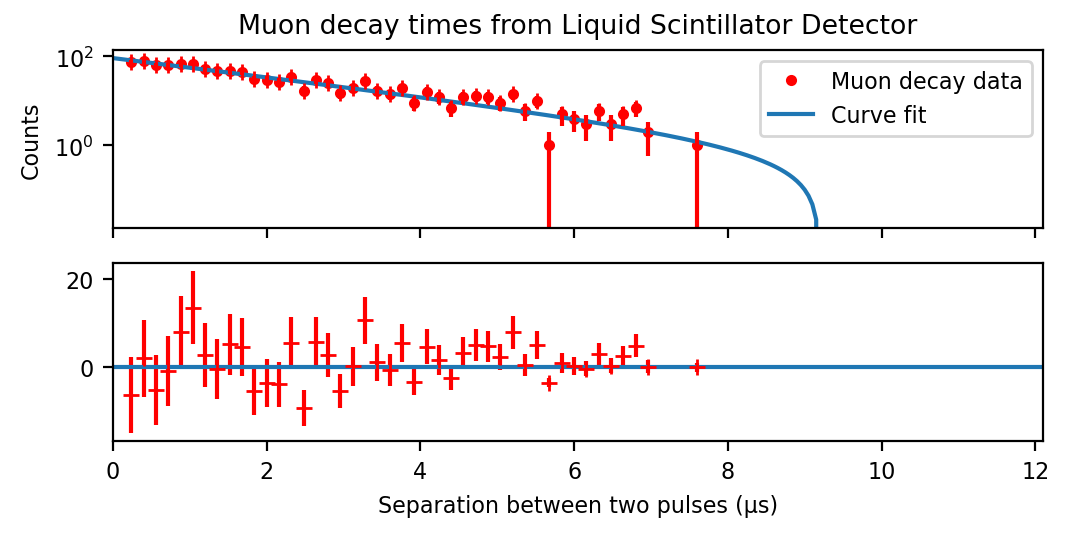 Muon decay times from Liquid Scintillator Detector
10²
10⁰
Counts
Muon decay data
Curve fit
20
0
0 2 4 6 8 10 12
Separation between two pulses (μs)